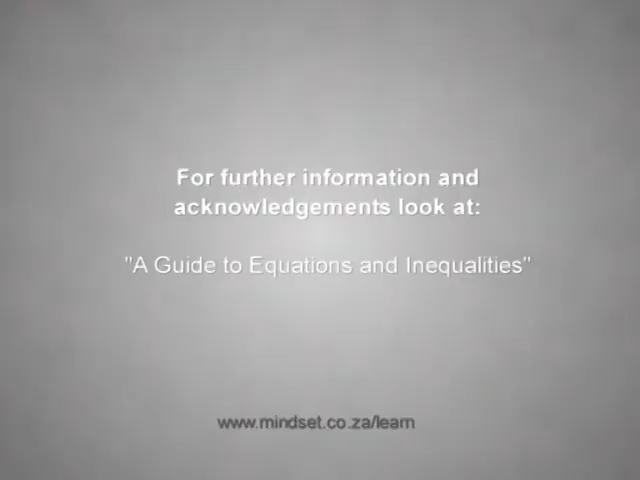 For further information and
acknowledgements look at:
"A Guide to Equations and Inequalities"
www.mindset.co.za/learn